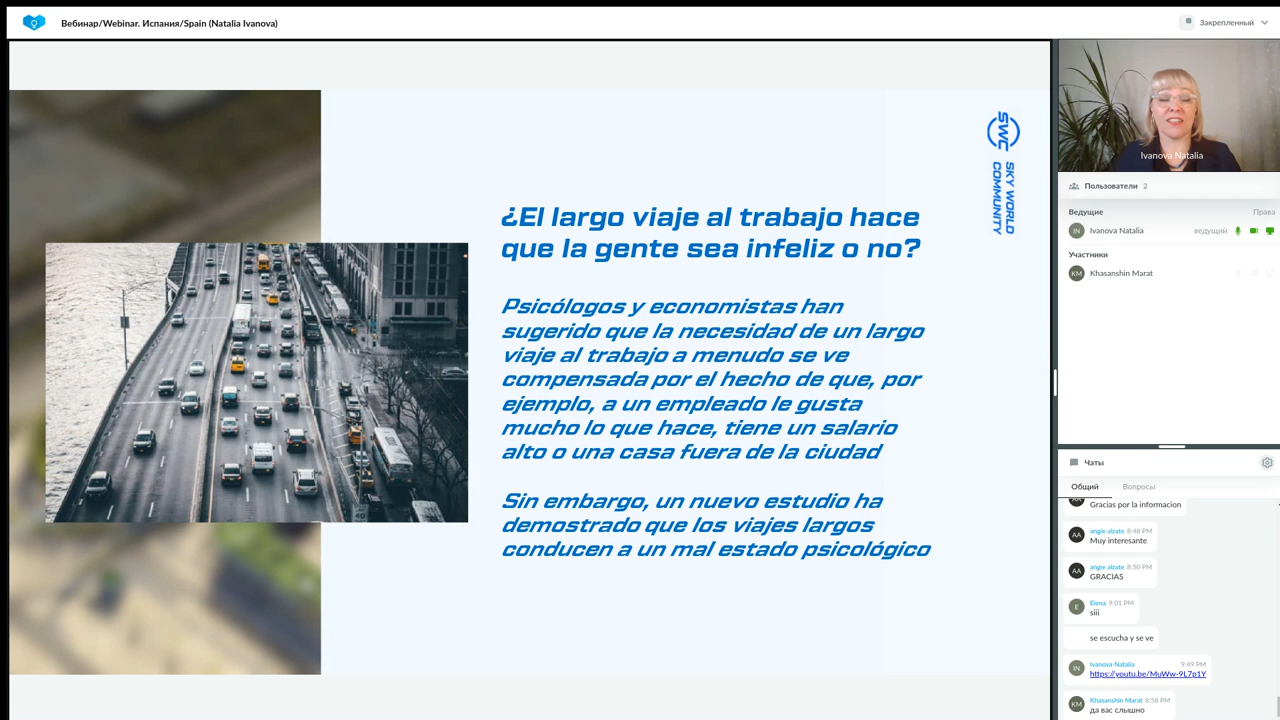 Вебинар/Webinar. Испания/Spain (Natalia Ivanova)
Закрепленный
SWC
SKY WORLD
COMMUNITY
¿El largo viaje al trabajo hace
que la gente sea infeliz o no?
Psicólogos y economistas han
sugerido que la necesidad de un largo
viaje al trabajo a menudo se ve
compensada por el hecho de que, por
ejemplo, a un empleado le gusta
mucho lo que hace, tiene un salario
alto o una casa fuera de la ciudad
Sin embargo, un nuevo estudio ha
demostrado que los viajes largos
conducen a un mal estado psicológico
Ivanova Natalia
Пользователи 2
Ведущие Права
IN Ivanova Natalia ведущий
Участники
KM Khasanshin Marat
Чаты
Общий Вопросы
Gracias por la informacion
AA angie alzate 8:48 PM
Muy interesante
AA angie alzate 8:50 PM
GRACIAS
E Elena 9:01 PM
siii
se escucha y se ve
IN Ivanova Natalia 9:49 PM
https://youtu.be/MuWw-9L7p1Y
KM Khasanshin Marat 8:58 PM
да вас слышно